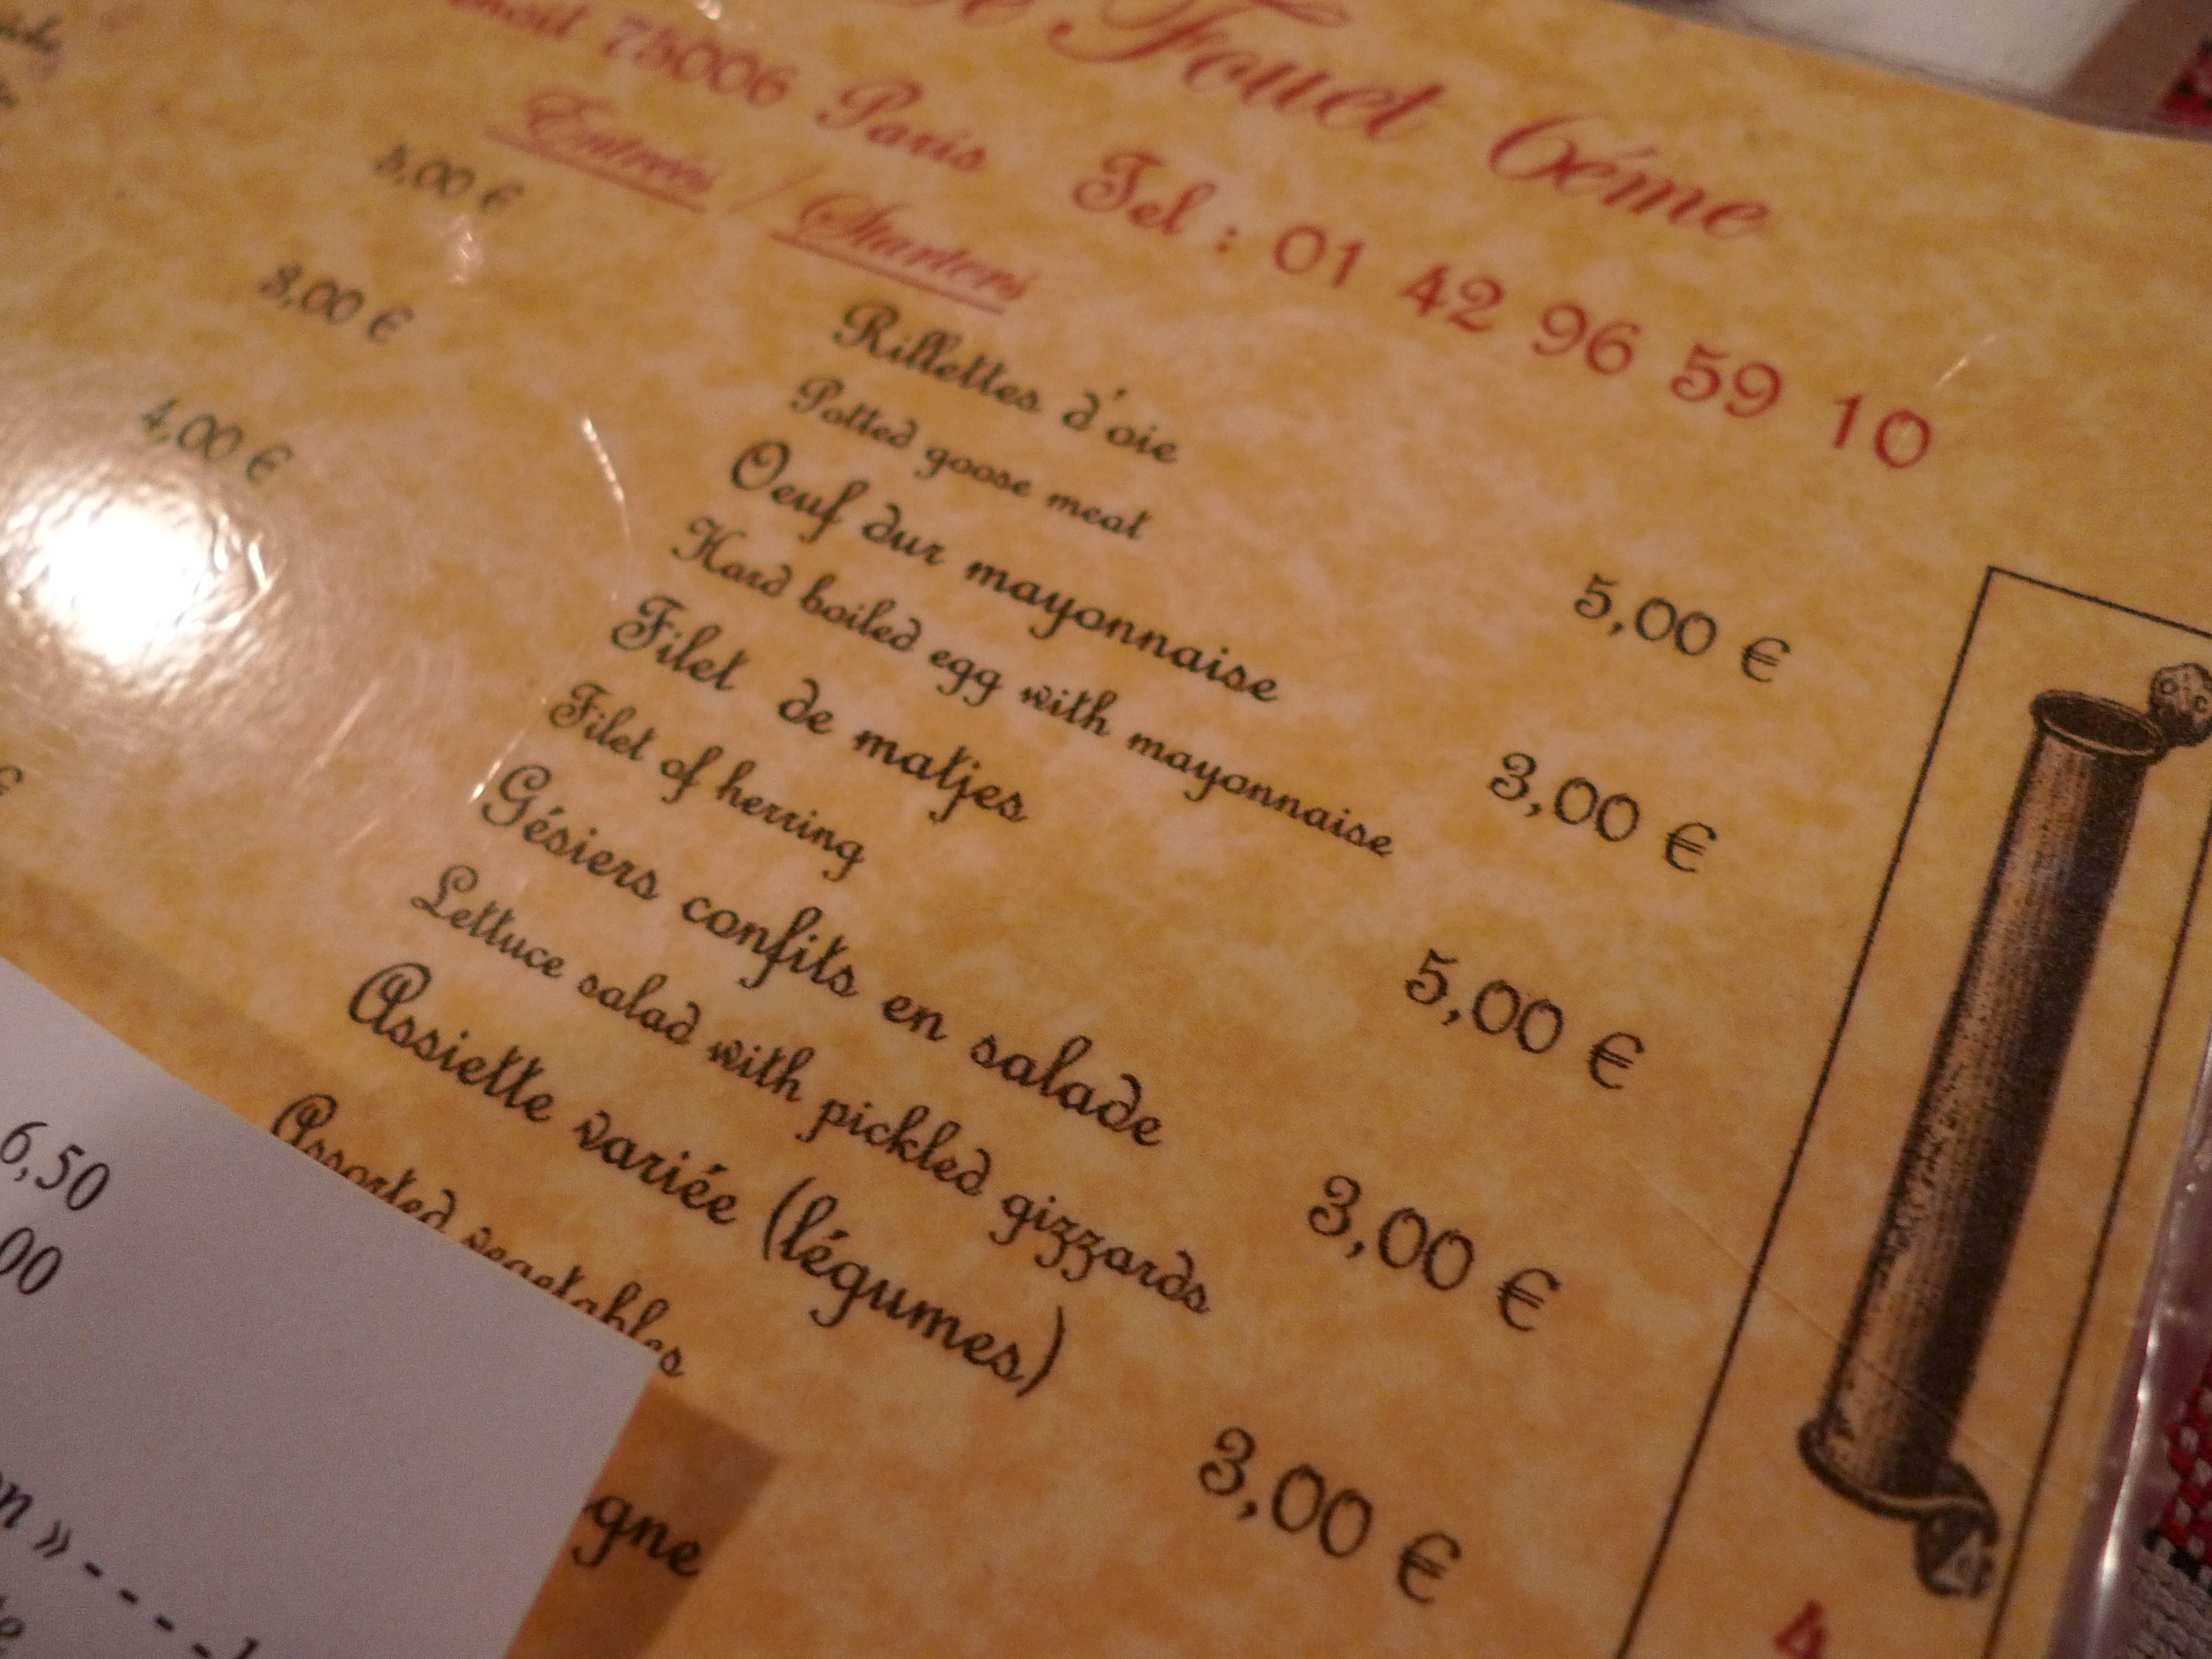 Fouet 6éme
75006 Paris Tel : 01 42 96 59 10
Entrées / Starters
Rillettes d'oie
Potted goose meat
5,00 €
Oeuf dur mayonnaise
Hard boiled egg with mayonnaise
3,00 €
Filet de matjes
Filet of herring
5,00 €
Gésiers confits en salade
Lettuce salad with pickled gizzards
3,00 €
Assiette variée (légumes)
Assorted vegetables
3,00 €
5,00 €
8,00 €
4,00 €
€
6,50
00
gne
n » - - - -
4